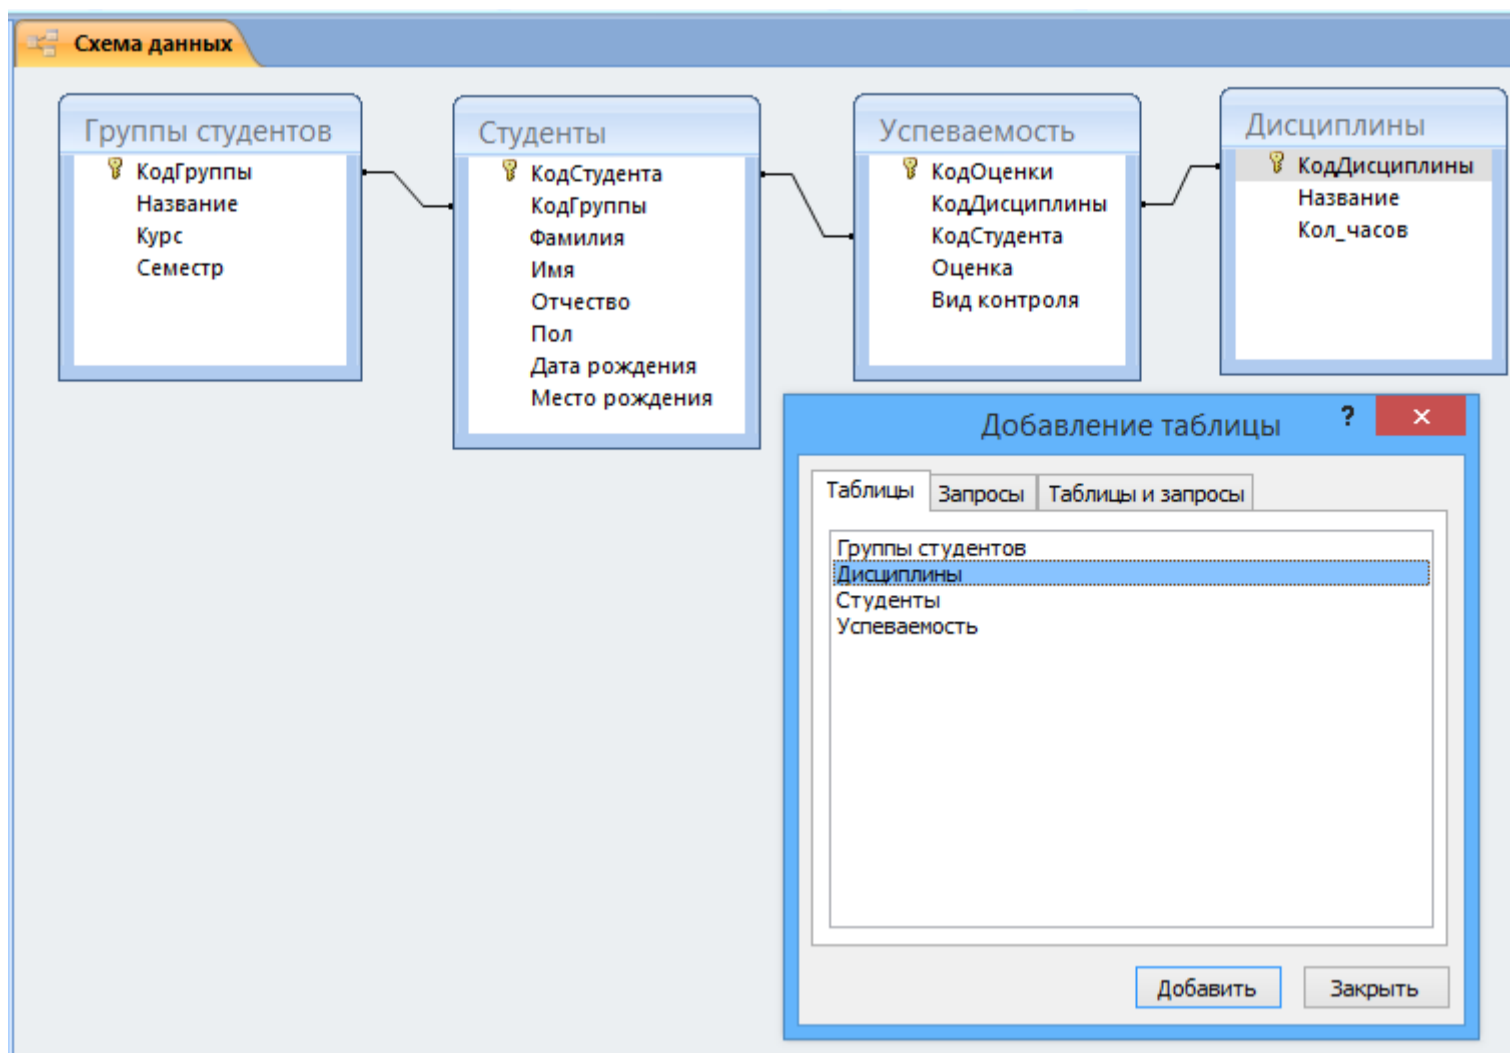 Схема данных
Группы студентов
КодГруппы
Название
Курс
Семестр
Студенты
КодСтудента
КодГруппы
Фамилия
Имя
Отчество
Пол
Дата рождения
Место рождения
Успеваемость
КодОценки
КодДисциплины
КодСтудента
Оценка
Вид контроля
Дисциплины
КодДисциплины
Название
Кол_часов
Добавление таблицы
?
Таблицы Запросы Таблицы и запросы
Группы студентов
Дисциплины
Студенты
Успеваемость
Добавить Закрыть